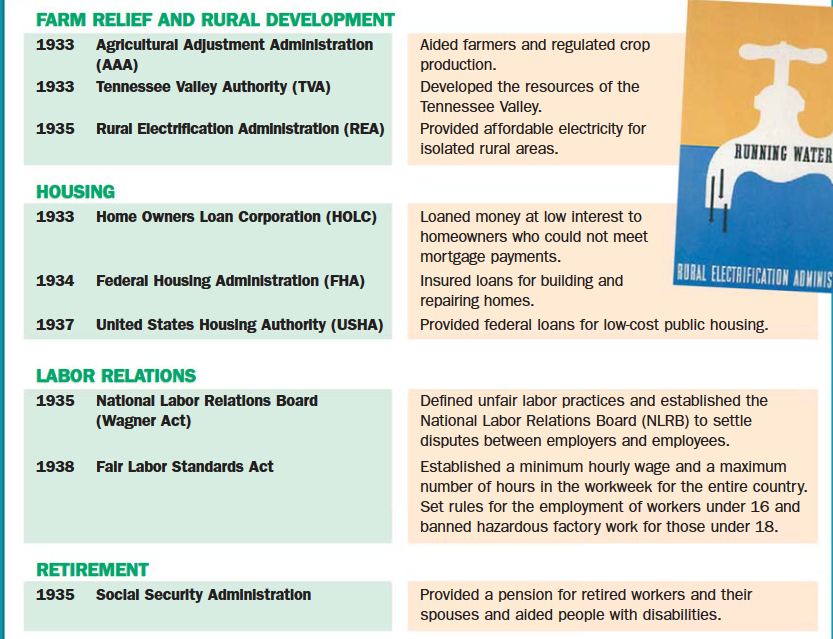 FARM RELIEF AND RURAL DEVELOPMENT
1933 Agricultural Adjustment Administration
(AAA)
Aided farmers and regulated crop
production.
1933 Tennessee Valley Authority (TVA)
Developed the resources of the
Tennessee Valley.
1935 Rural Electrification Administration (REA)
Provided affordable electricity for
isolated rural areas.
RUNNING WATER
RURAL ELECTRIFICATION ADMINIS
HOUSING
1933 Home Owners Loan Corporation (HOLC)
Loaned money at low interest to
homeowners who could not meet
mortgage payments.
1934 Federal Housing Administration (FHA)
Insured loans for building and
repairing homes.
1937 United States Housing Authority (USHA)
Provided federal loans for low-cost public housing.
LABOR RELATIONS
1935 National Labor Relations Board
(Wagner Act)
Defined unfair labor practices and established the
National Labor Relations Board (NLRB) to settle
disputes between employers and employees.
1938 Fair Labor Standards Act
Established a minimum hourly wage and a maximum
number of hours in the workweek for the entire country.
Set rules for the employment of workers under 16 and
banned hazardous factory work for those under 18.
RETIREMENT
1935 Social Security Administration
Provided a pension for retired workers and their
spouses and aided people with disabilities.